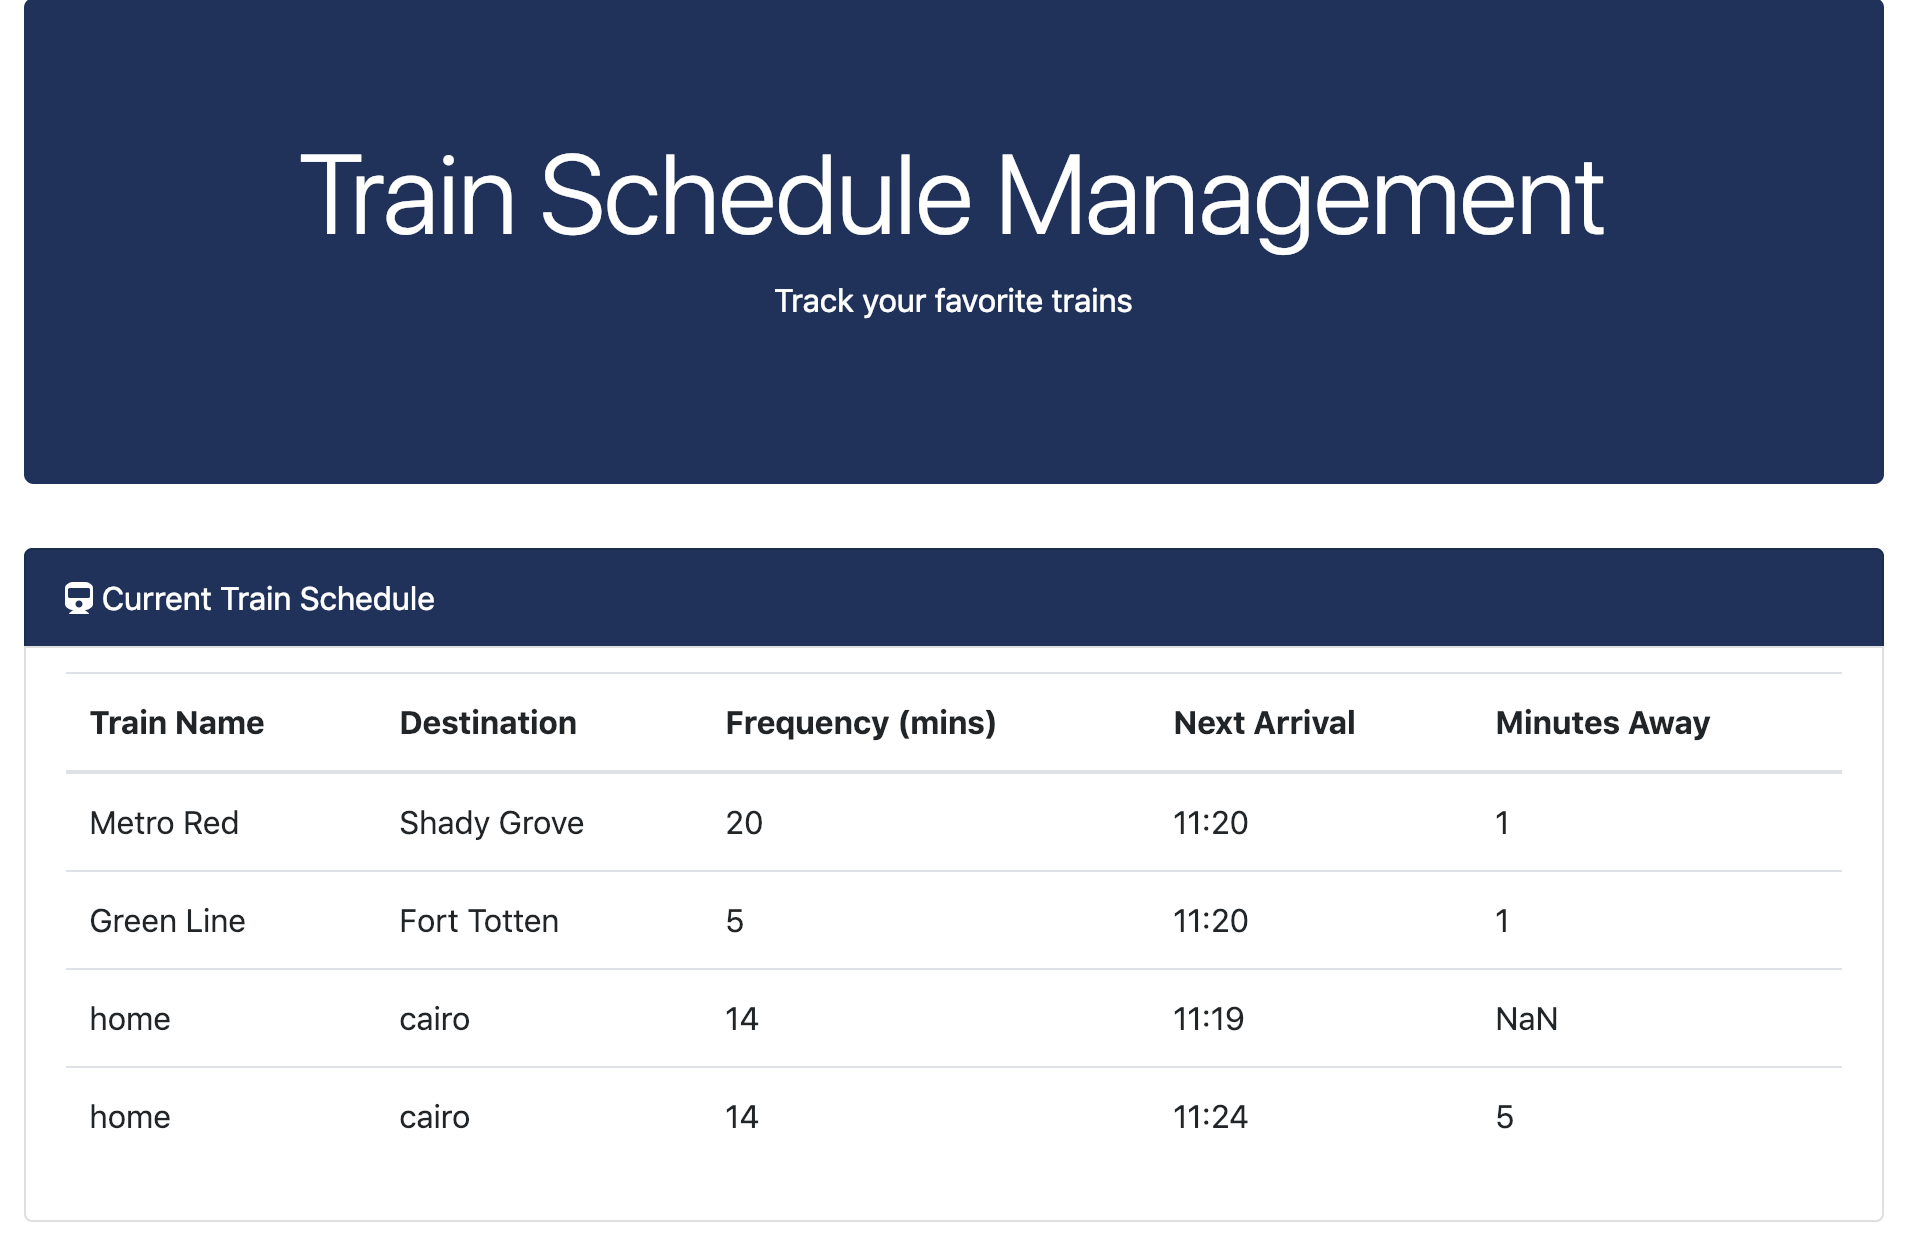 Train Schedule Management
Track your favorite trains
Current Train Schedule
Train Name Destination Frequency (mins) Next Arrival Minutes Away
Metro Red Shady Grove 20 11:20 1
Green Line Fort Totten 5 11:20 1
home cairo 14 11:19 NaN
home cairo 14 11:24 5